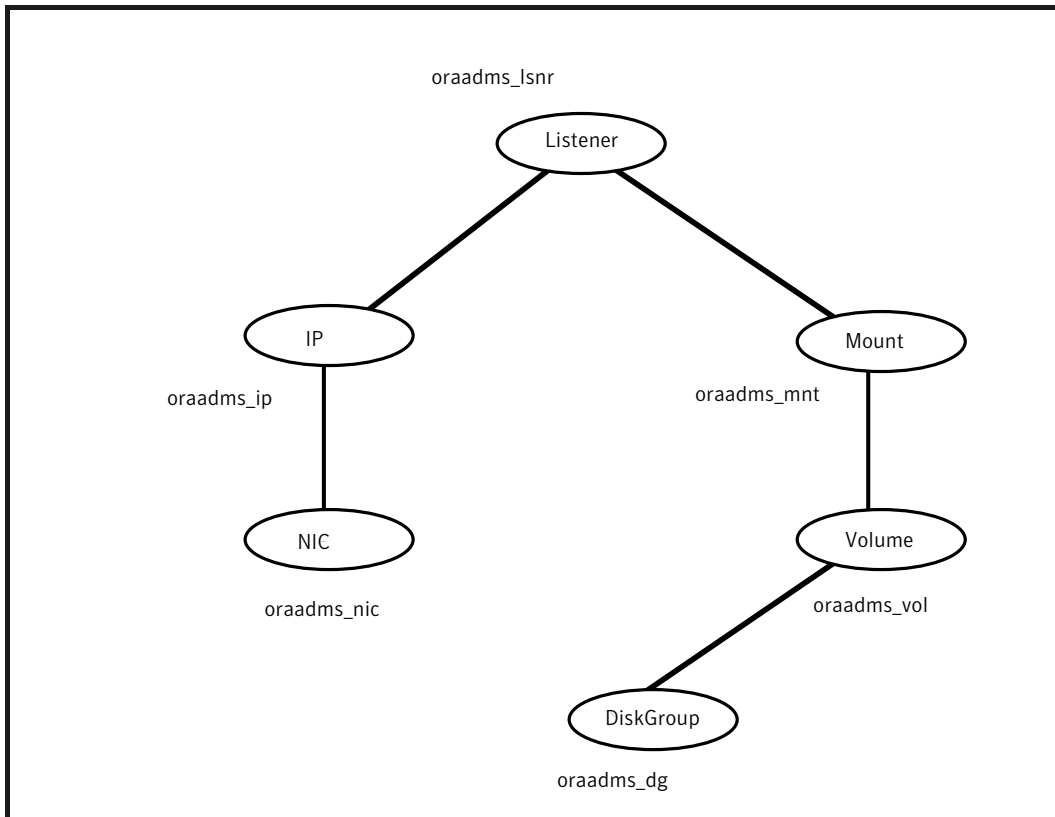 oraadms_lsnr
Listener
IP
Mount
oraadms_ip
oraadms_mnt
NIC
Volume
oraadms_nic
oraadms_vol
DiskGroup
oraadms_dg